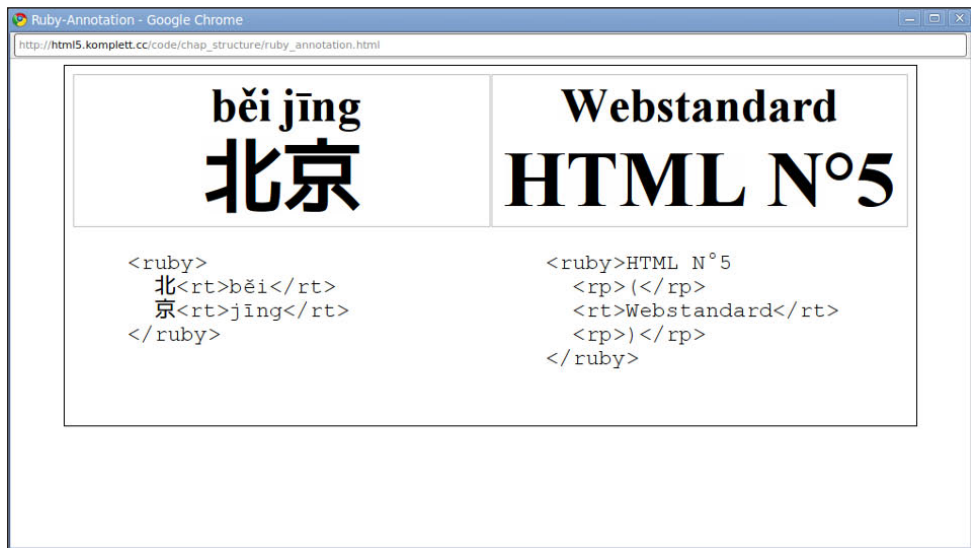 Ruby-Annotation - Google Chrome
http://html5.komplett.cc/code/chap_structure/ruby_annotation.html
běi jīng
北京
Webstandard
HTML N°5
<ruby>
北<rt>běi</rt>
京<rt>jīng</rt>
</ruby>
<ruby>HTML N°5
<rp>(</rp>
<rt>Webstandard</rt>
<rp>)</rp>
</ruby>